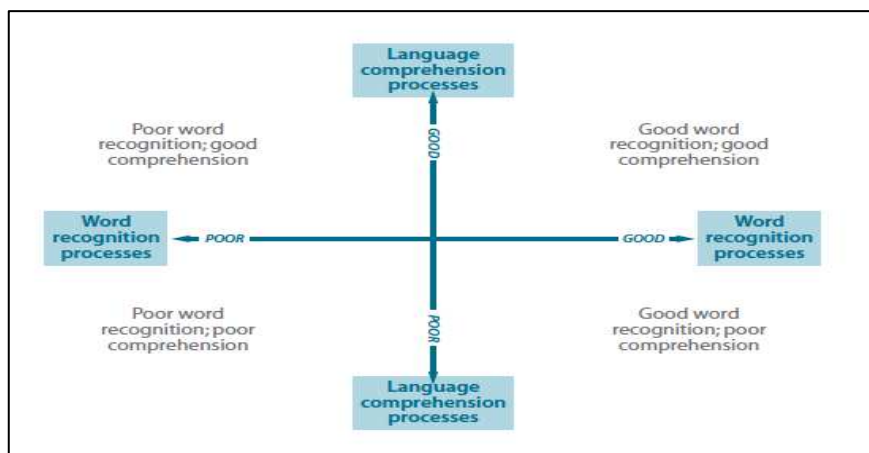 Language
comprehension
processes
GOOD
Poor word
recognition; good
comprehension
Good word
recognition; good
comprehension
Word
recognition
processes
POOR
GOOD
Word
recognition
processes
Poor word
recognition; poor
comprehension
POOR
Good word
recognition; poor
comprehension
Language
comprehension
processes